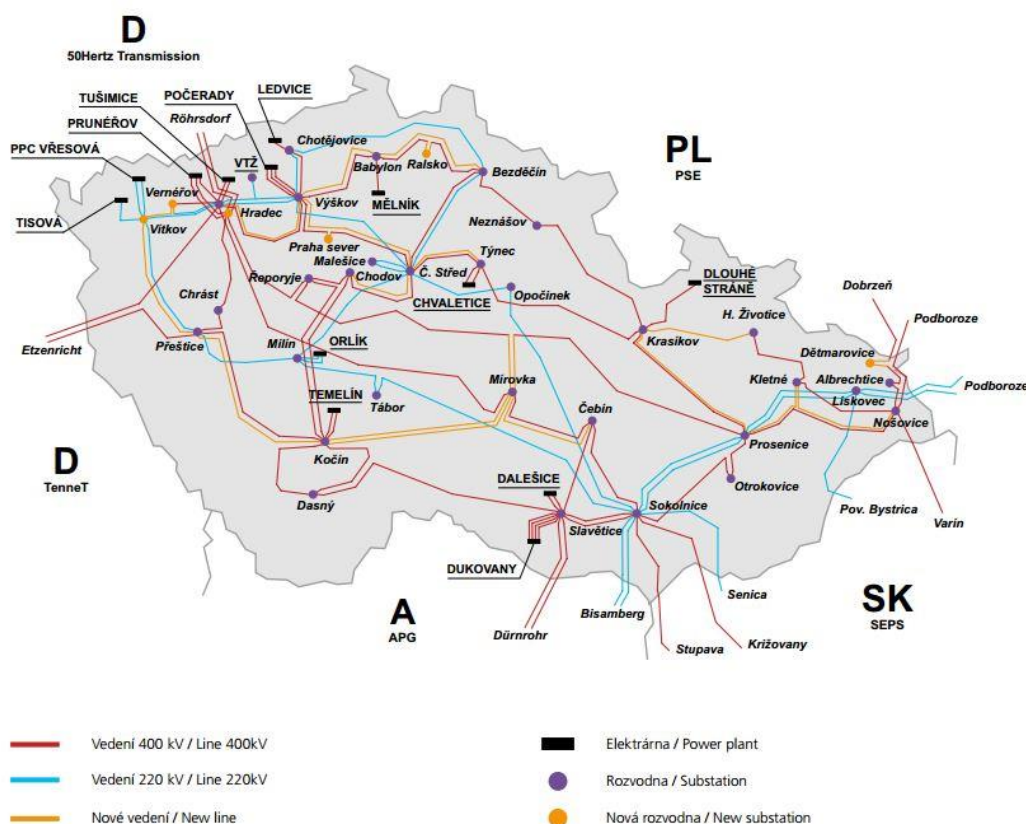 D
50Hertz Transmission
TUŠIMICE
POČERADY
LEDVICE
PRUNÉŘOV
Röhrsdorf
Chotějovice
PPC VŘESOVÁ
VTŽ
Babylon
Ralsko
Bezděčín
PL
PSE
Vernéřov
TISOVÁ
Hradec
Výškov
MĚLNÍK
Neznášov
Vítkov
Praha sever
Malešice
Týnec
Řeporyje
Chodov
Č. Střed
CHVALETICE
Opočínek
DLOUHÉ
STRÁNĚ
Dobrzeň
Chrást
H. Životice
Podboroze
Etzenricht
Přeštice
Milín
ORLÍK
Krasíkov
Dětmarovice
Mírovka
Kletné
Albrechtice
Podboroze
TEMELÍN
Tábor
Čebín
Lískovec
Nošovice
D
TenneT
Kočín
Prosenice
DALEŠICE
Otrokovice
Dasný
Sokolnice
Pov. Bystrica
Varín
Slavětice
DUKOVANY
A
APG
Dürnrohr
Bisamberg
Senica
SK
SEPS
Stupava
Križovany
Vedení 400 kV / Line 400kV
Elektrárna / Power plant
Vedení 220 kV / Line 220kV
Rozvodna / Substation
Nové vedení / New line
Nová rozvodna / New substation